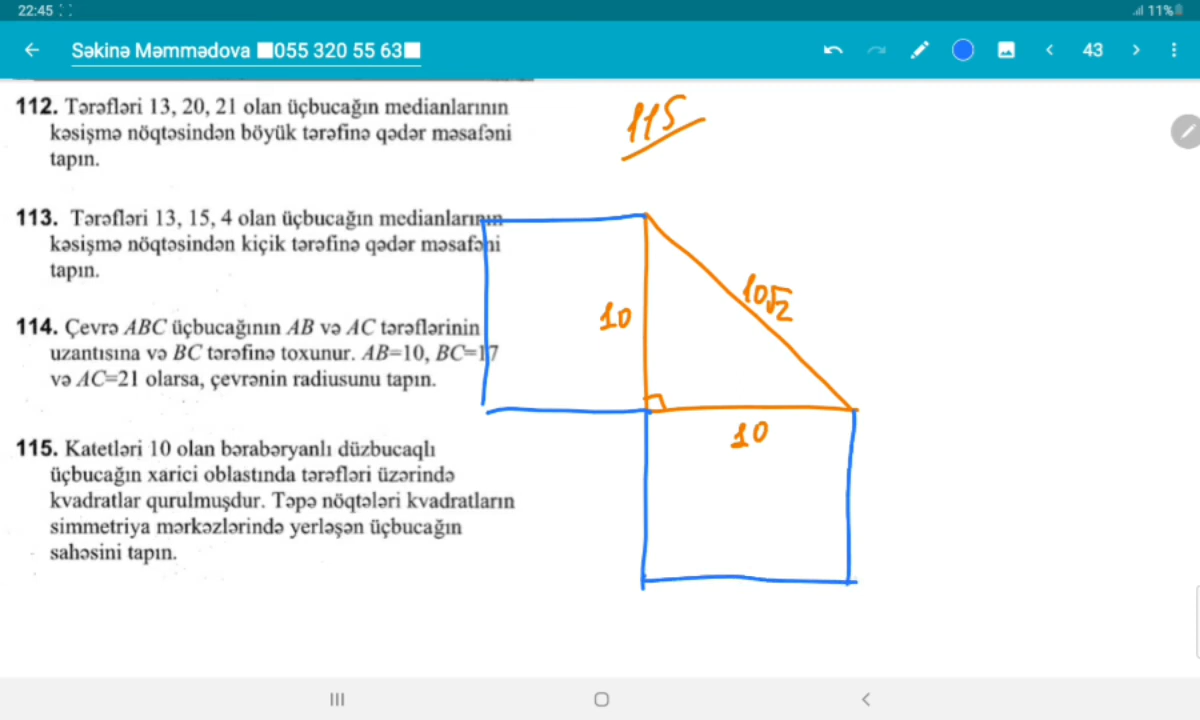 22:45
11%
Səkinə Məmmədova ■055 320 55 63■
43
112. Tərəfləri 13, 20, 21 olan üçbucağın medianlarının
kəsişmə nöqtəsindən böyük tərəfinə qədər məsafəni
tapın.
113. Tərəfləri 13, 15, 4 olan üçbucağın medianlarının
kəsişmə nöqtəsindən kiçik tərəfinə qədər məsafəni
tapın.
114. Çevrə ABC üçbucağının AB və AC tərəflərinin
uzantısına və BC tərəfinə toxunur. AB=10, BC=17
və AC=21 olarsa, çevrənin radiusunu tapın.
115. Katetləri 10 olan bərabəryanlı düzbucaqlı
üçbucağın xarici oblastında tərəfləri üzərində
kvadratlar qurulmuşdur. Təpə nöqtələri kvadratların
simmetriya mərkəzlərində yerləşən üçbucağın
sahəsini tapın.
115
10
10√2
10